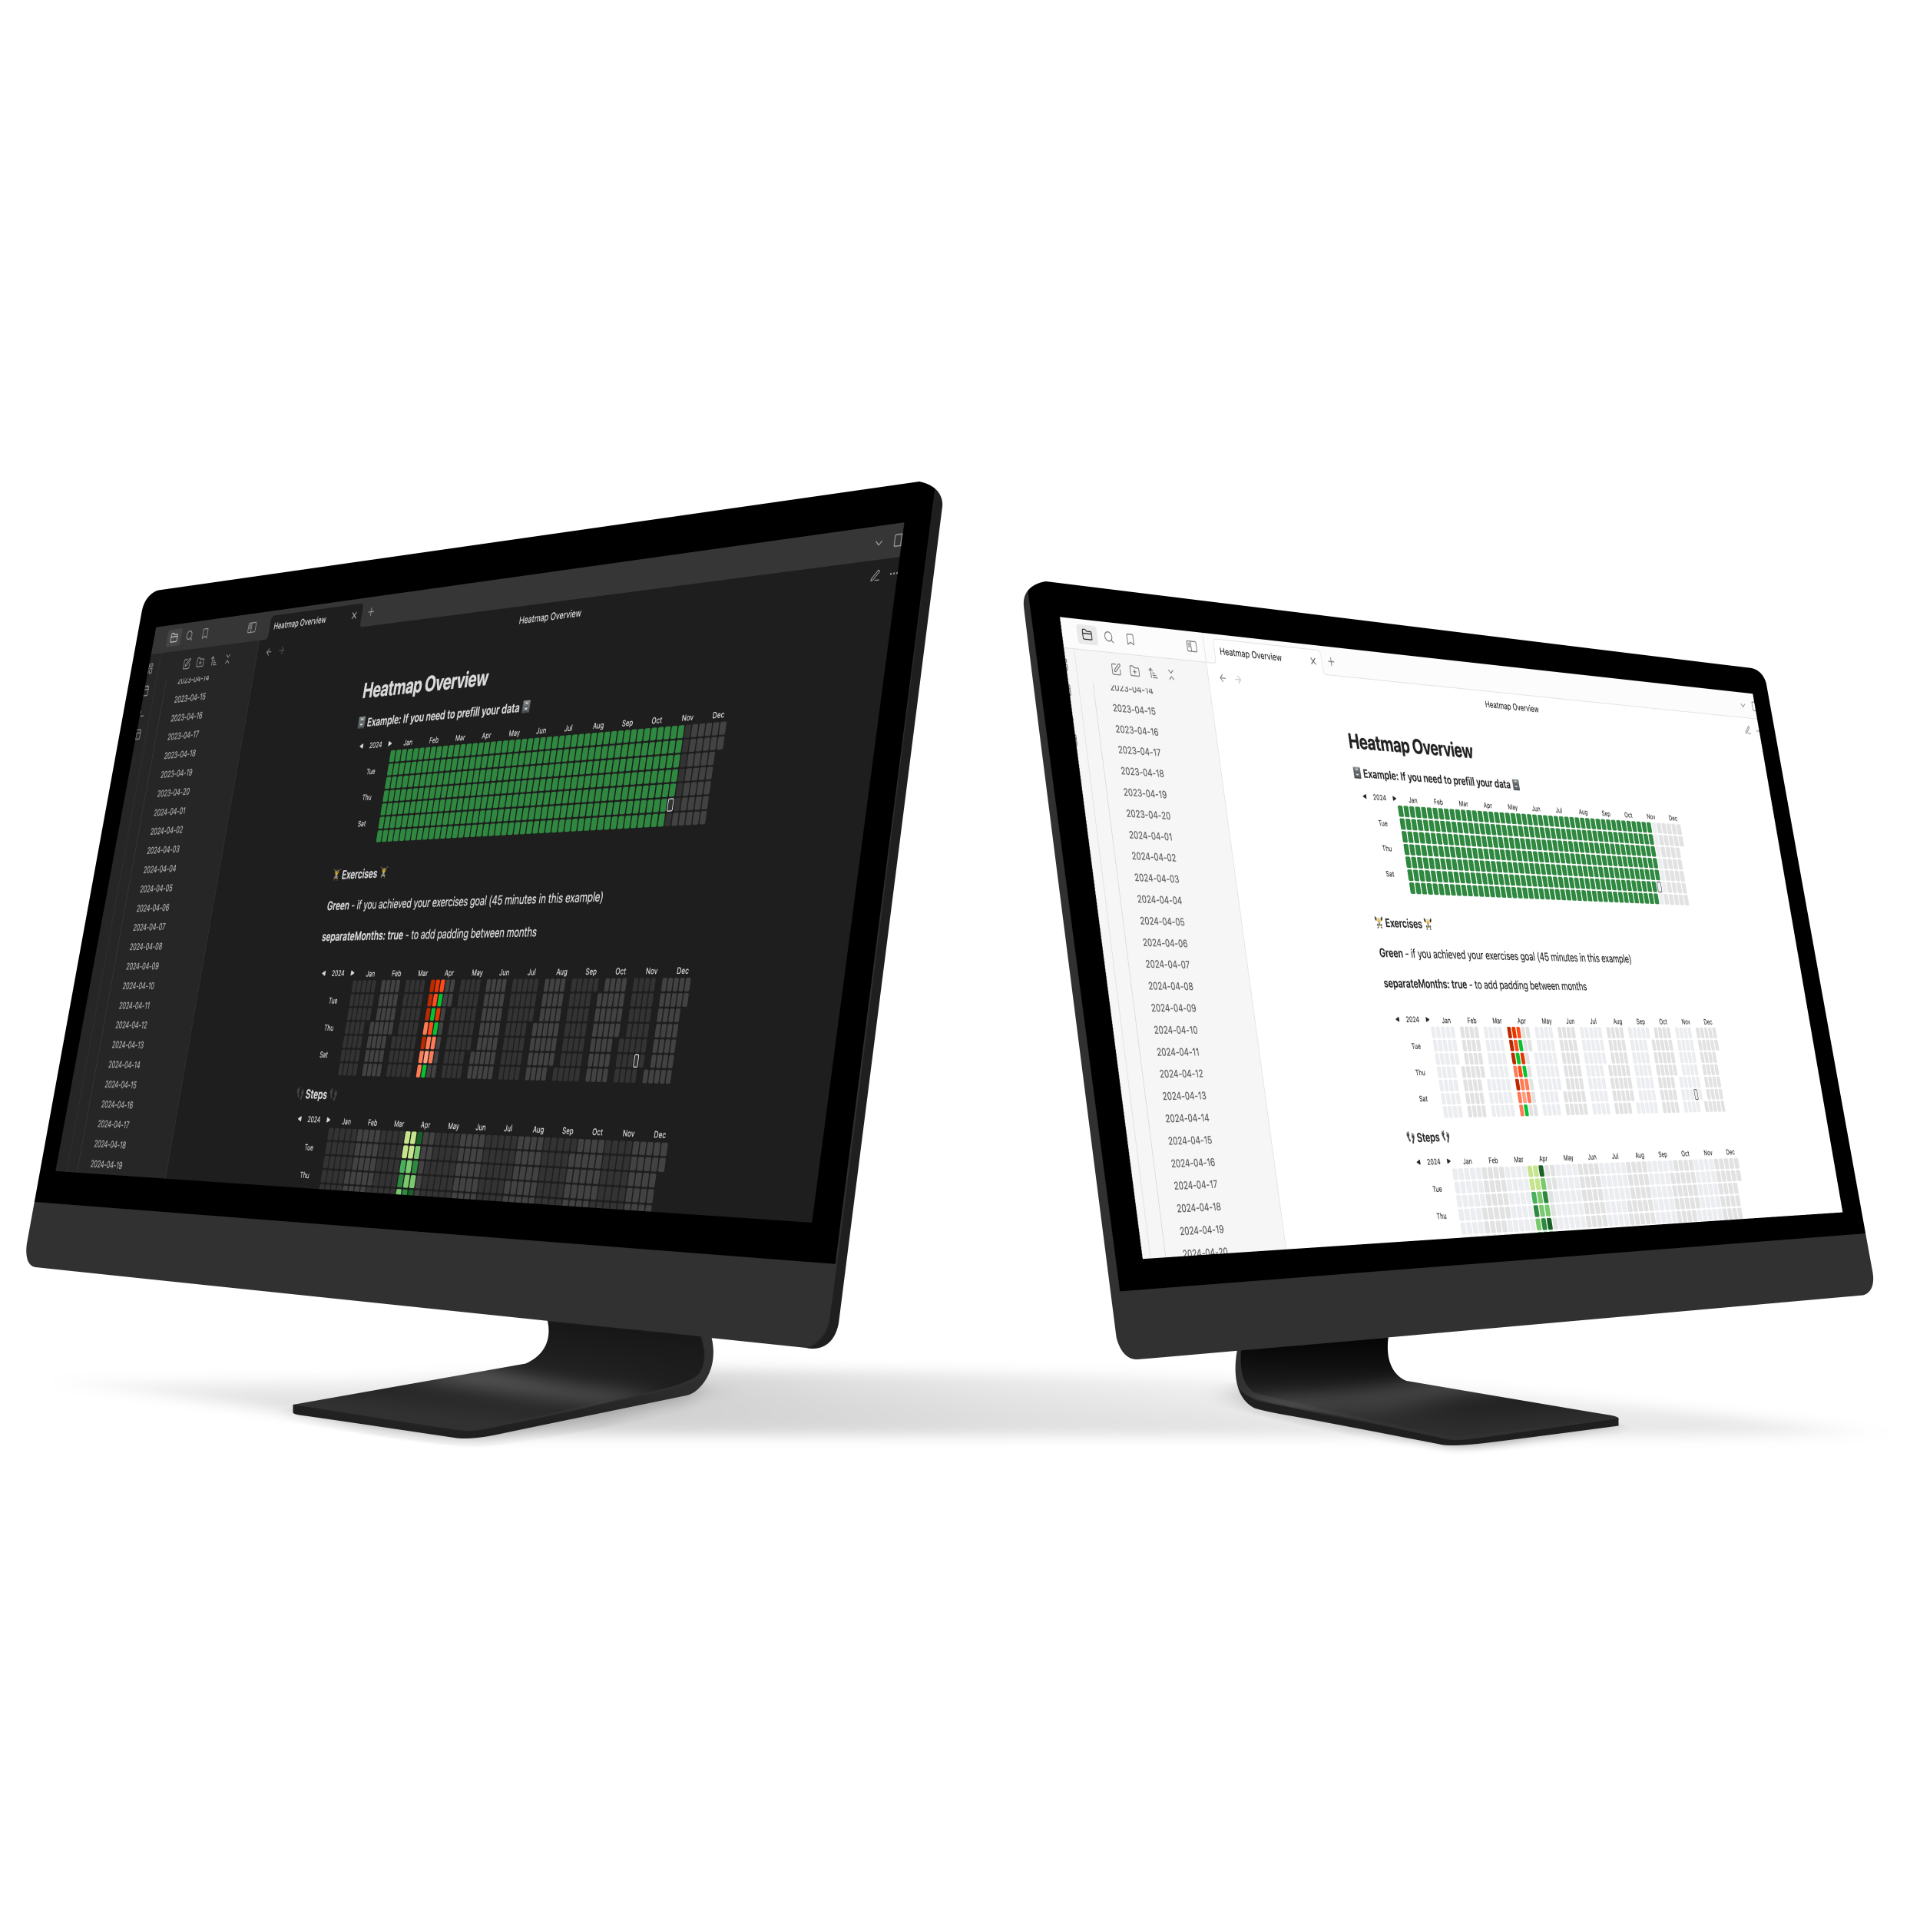 Heatmap Overview
Heatmap Overview
2023-04-14
2023-04-15
2023-04-16
2023-04-17
2023-04-18
2023-04-19
2023-04-20
2024-04-01
2024-04-02
2024-04-03
2024-04-04
2024-04-05
2024-04-06
2024-04-07
2024-04-08
2024-04-09
2024-04-10
2024-04-11
2024-04-12
2024-04-13
2024-04-14
2024-04-15
2024-04-16
2024-04-17
2024-04-18
2024-04-19
Heatmap Overview
Example: If you need to prefill your data
2024 Jan Feb Mar Apr May Jun Jul Aug Sep Oct Nov Dec
Tue
Thu
Sat
Exercises
Green - if you achieved your exercises goal (45 minutes in this example)
separateMonths: true - to add padding between months
2024 Jan Feb Mar Apr May Jun Jul Aug Sep Oct Nov Dec
Tue
Thu
Sat
Steps
2024 Jan Feb Mar Apr May Jun Jul Aug Sep Oct Nov Dec
Tue
Thu
Heatmap Overview
Heatmap Overview
2023-04-14
2023-04-15
2023-04-16
2023-04-17
2023-04-18
2023-04-19
2023-04-20
2024-04-01
2024-04-02
2024-04-03
2024-04-04
2024-04-05
2024-04-06
2024-04-07
2024-04-08
2024-04-09
2024-04-10
2024-04-11
2024-04-12
2024-04-13
2024-04-14
2024-04-15
2024-04-16
2024-04-17
2024-04-18
2024-04-19
2024-04-20
Heatmap Overview
Example: If you need to prefill your data
2024 Jan Feb Mar Apr May Jun Jul Aug Sep Oct Nov Dec
Tue
Thu
Sat
Exercises
Green - if you achieved your exercises goal (45 minutes in this example)
separateMonths: true - to add padding between months
2024 Jan Feb Mar Apr May Jun Jul Aug Sep Oct Nov Dec
Tue
Thu
Sat
Steps
2024 Jan Feb Mar Apr May Jun Jul Aug Sep Oct Nov Dec
Tue
Thu